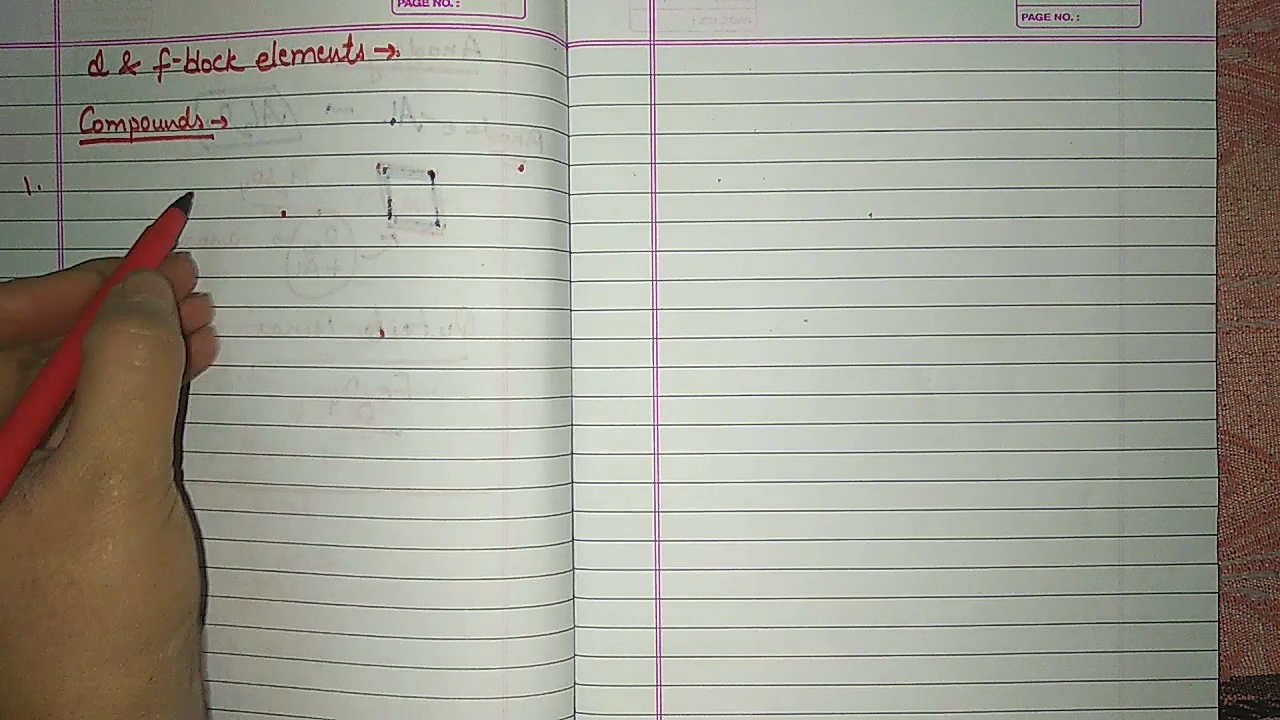 PAGE NO.:
PAGE NO. :
d & f-block elements →
Compounds →
1.